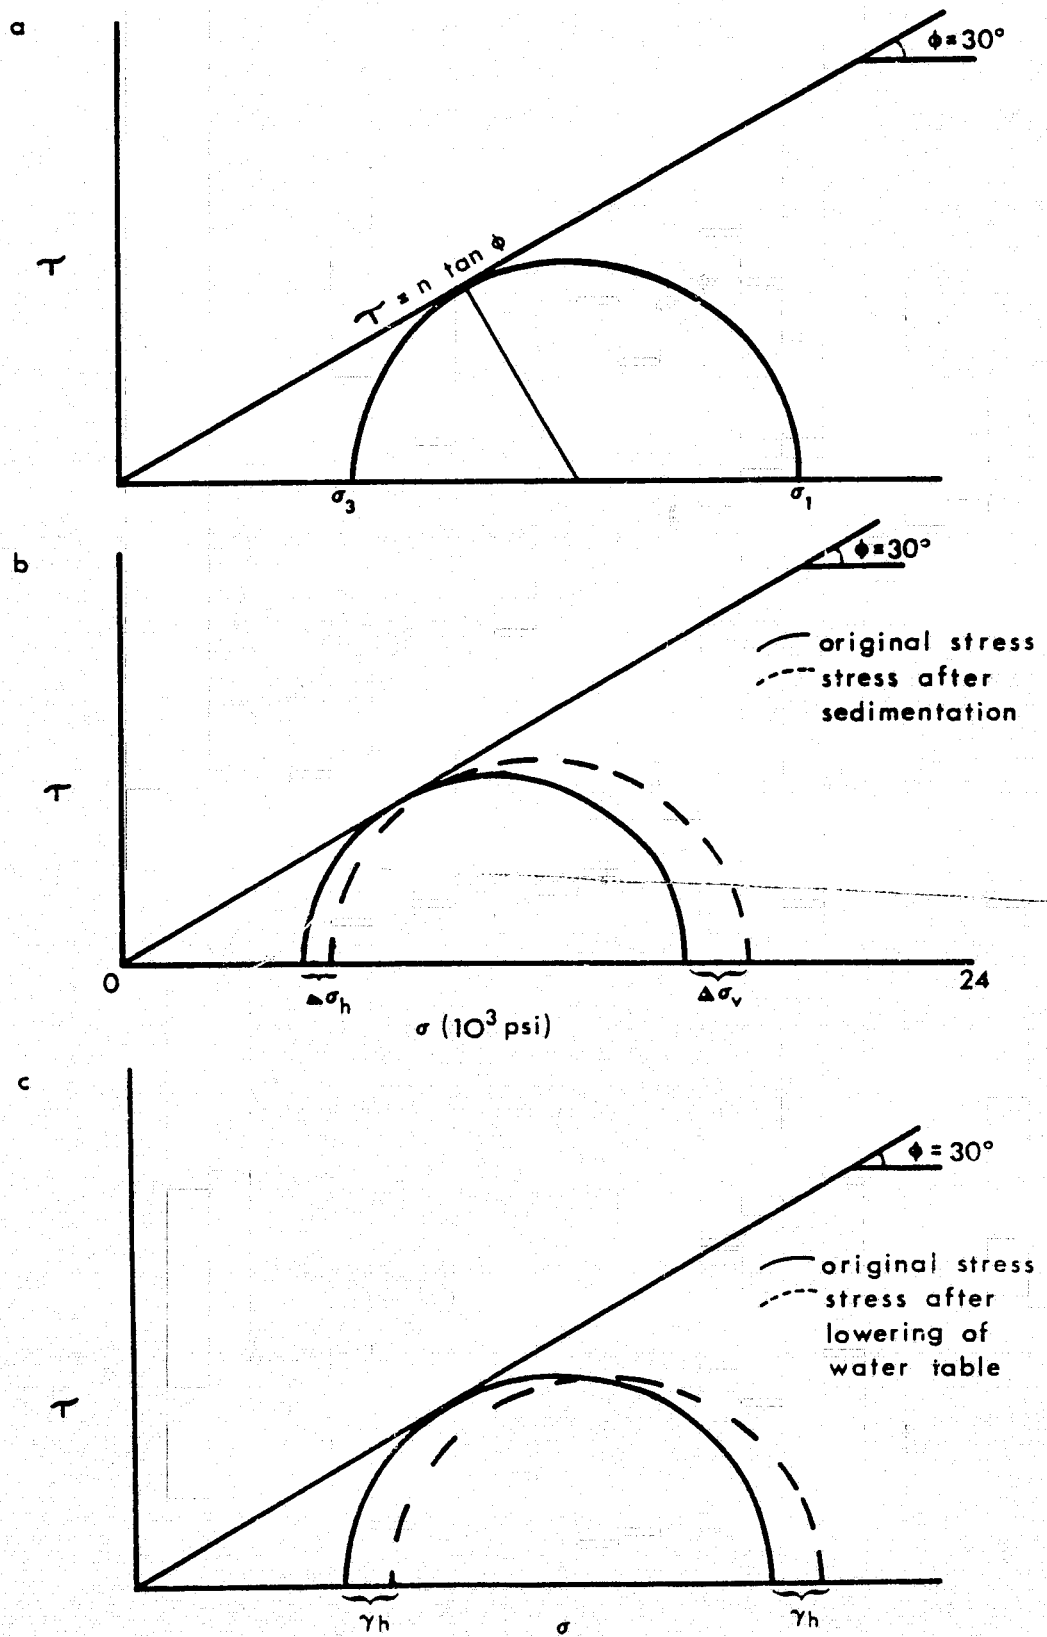 a
ϕ=30°
τ
τ = n tan ϕ
σ3
σ1
b
ϕ=30°
original stress
stress after
sedimentation
τ
0
24
Δσh
Δσv
σ (10³ psi)
c
ϕ = 30°
original stress
stress after
lowering of
water table
τ
γh
γh
σ